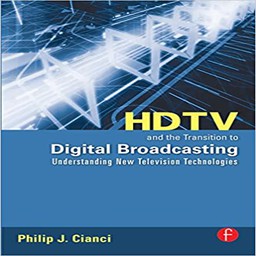 HDTV
and the Transition to
Digital Broadcasting
Understanding New Television Technologies
Philip J. Cianci
f